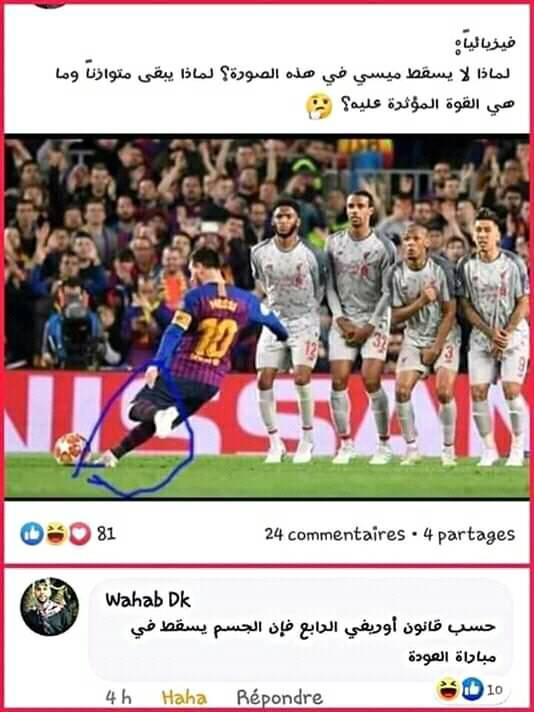 فيزيائياً:
لماذا لا يسقط ميسي في هذه الصورة؟ لماذا يبقى متوازناً وما
هي القوة المؤثرة عليه؟ 🤔
MESSI
10
12
32
3
9
NISSAN
81
24 commentaires • 4 partages
Wahab Dk
حسب قانون أوريغي الرابع فإن الجسم يسقط في
مباراة العودة
4 h Haha Répondre
10